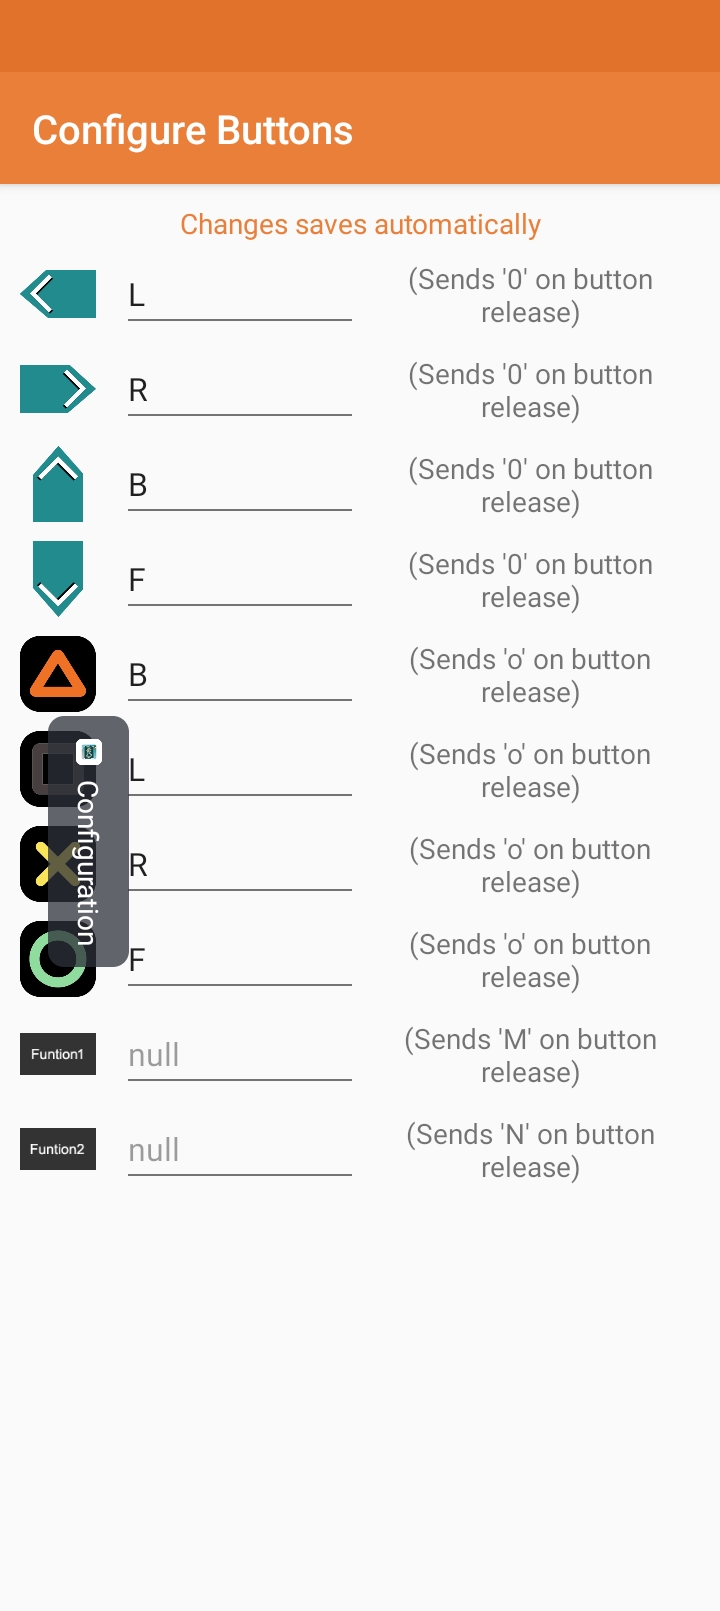 Configure Buttons
Changes saves automatically
L
(Sends '0' on button
release)
R
(Sends '0' on button
release)
B
(Sends '0' on button
release)
F
(Sends '0' on button
release)
B
(Sends 'o' on button
release)
L
(Sends 'o' on button
release)
Configuration
R
(Sends 'o' on button
release)
F
(Sends 'o' on button
release)
Funtion1
null
(Sends 'M' on button
release)
Funtion2
null
(Sends 'N' on button
release)